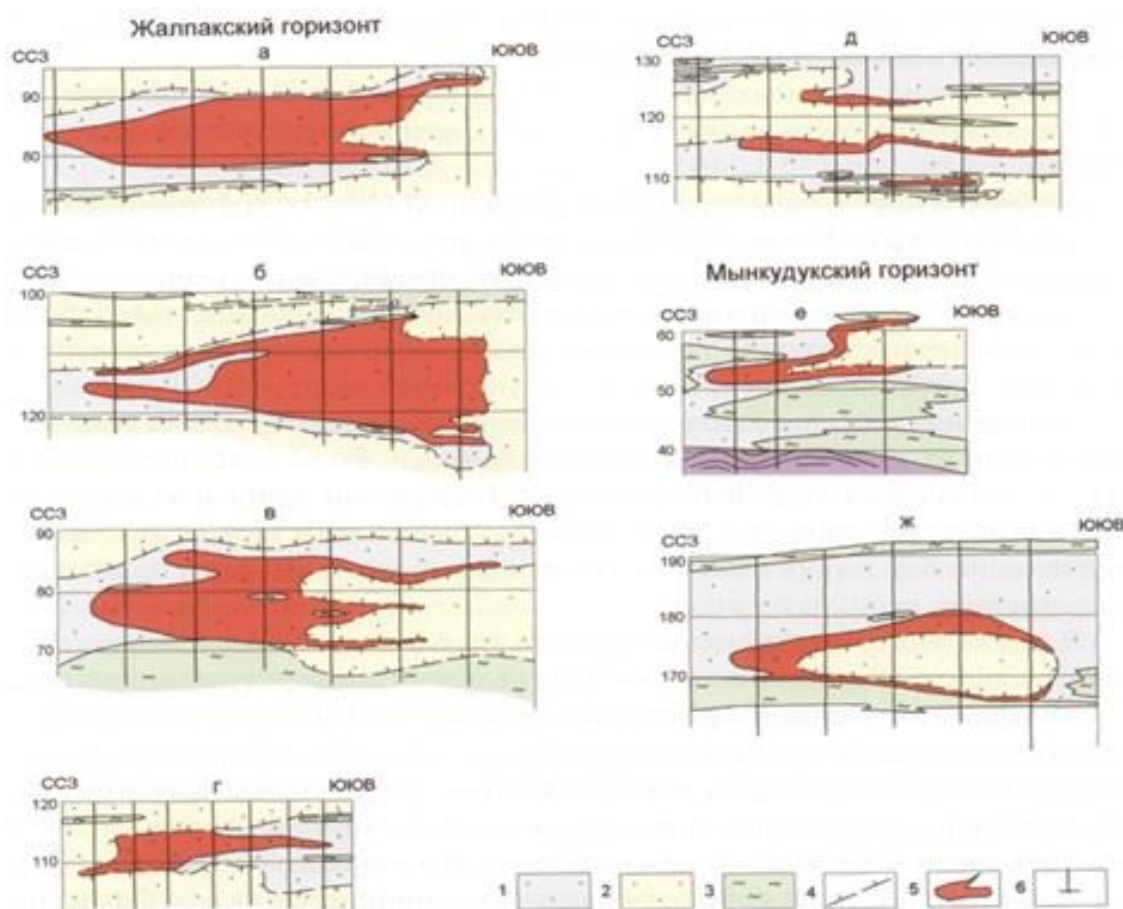 Жалпакский горизонт
а
ССЗ ЮЮВ
90
80
б
ССЗ ЮЮВ
100
120
в
ССЗ ЮЮВ
90
80
70
г
ССЗ ЮЮВ
120
110
д
ССЗ ЮЮВ
130
120
110
Мынкудукский горизонт
е
ССЗ ЮЮВ
60
50
40
ж
ССЗ ЮЮВ
190
180
170
1 2 3 4 5 6